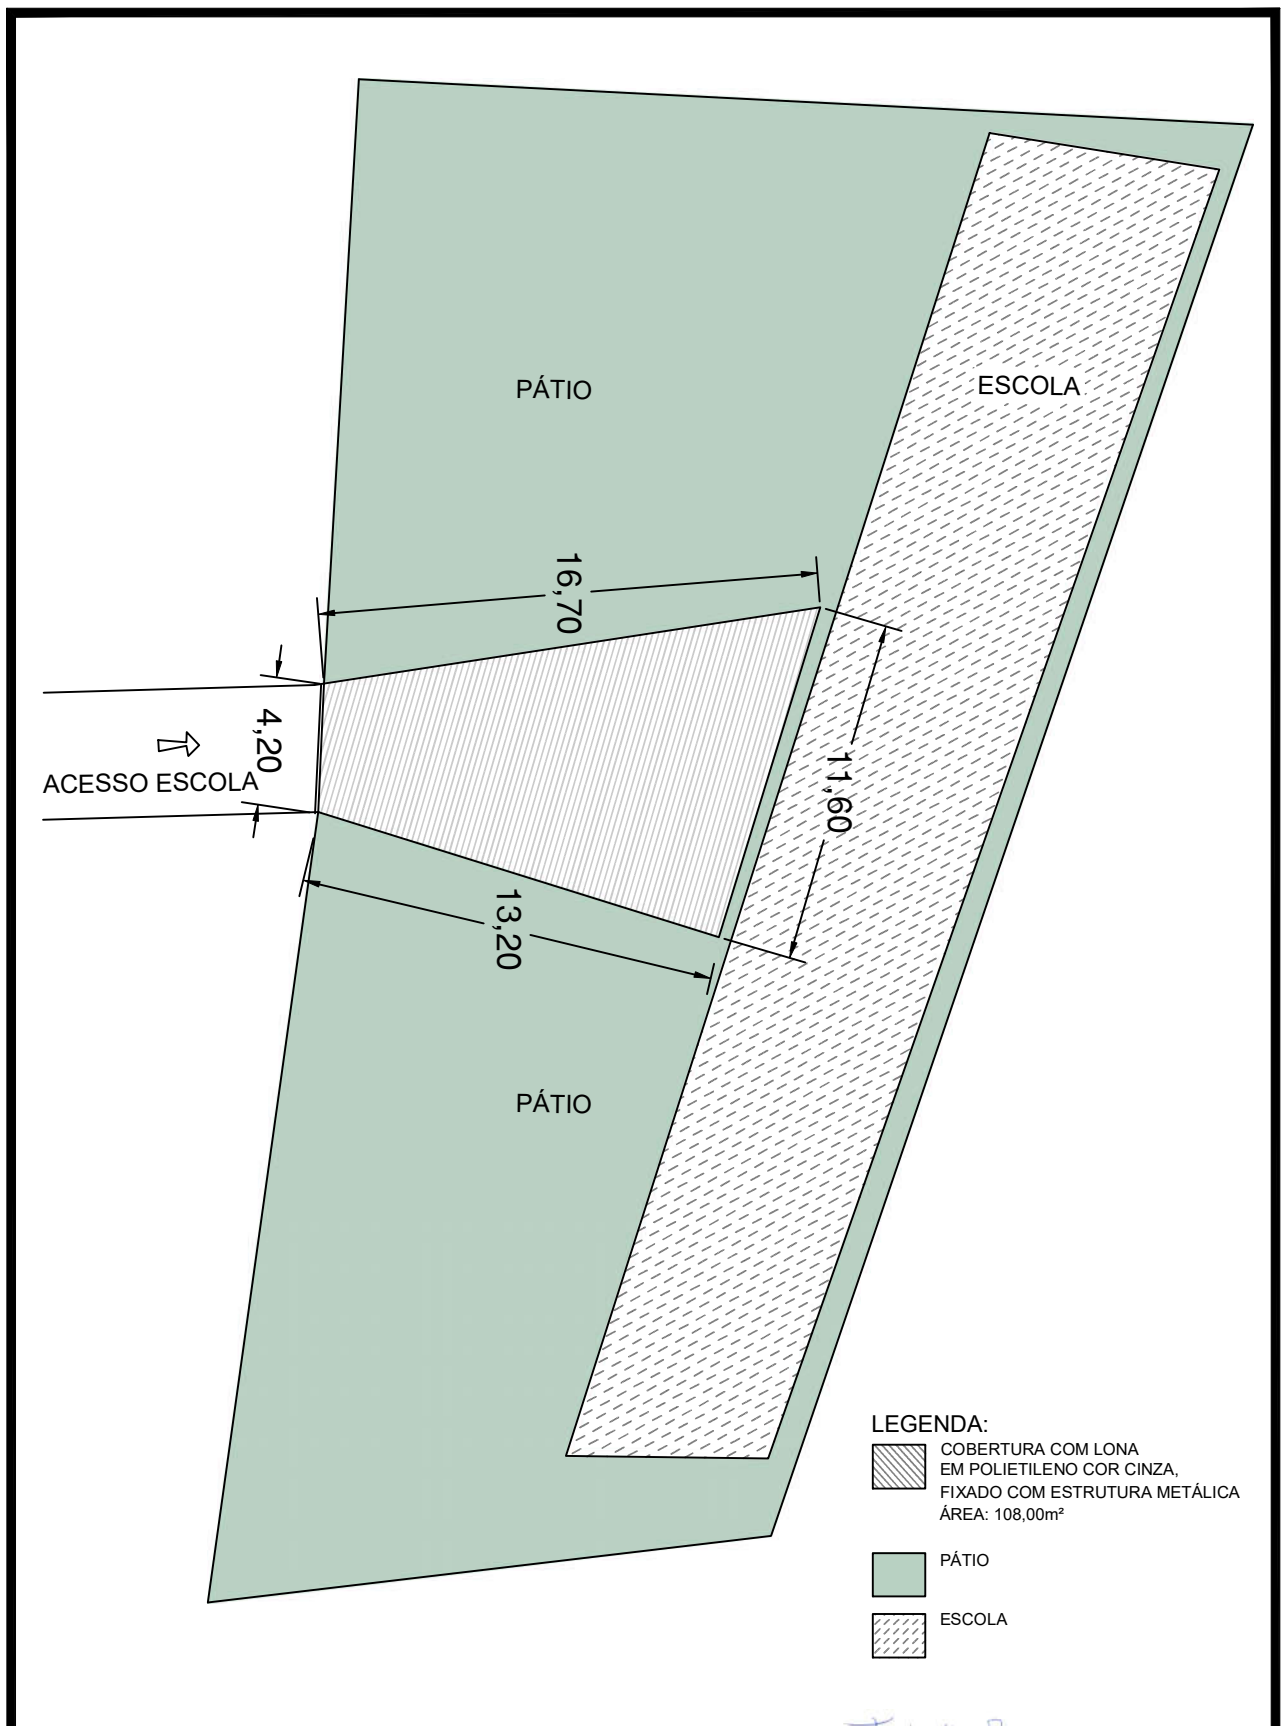 PÁTIO
ESCOLA
16,70
4,20
ACESSO ESCOLA
11,60
13,20
PÁTIO
LEGENDA:
COBERTURA COM LONA
EM POLIETILENO COR CINZA,
FIXADO COM ESTRUTURA METÁLICA
ÁREA: 108,00m²
PÁTIO
ESCOLA